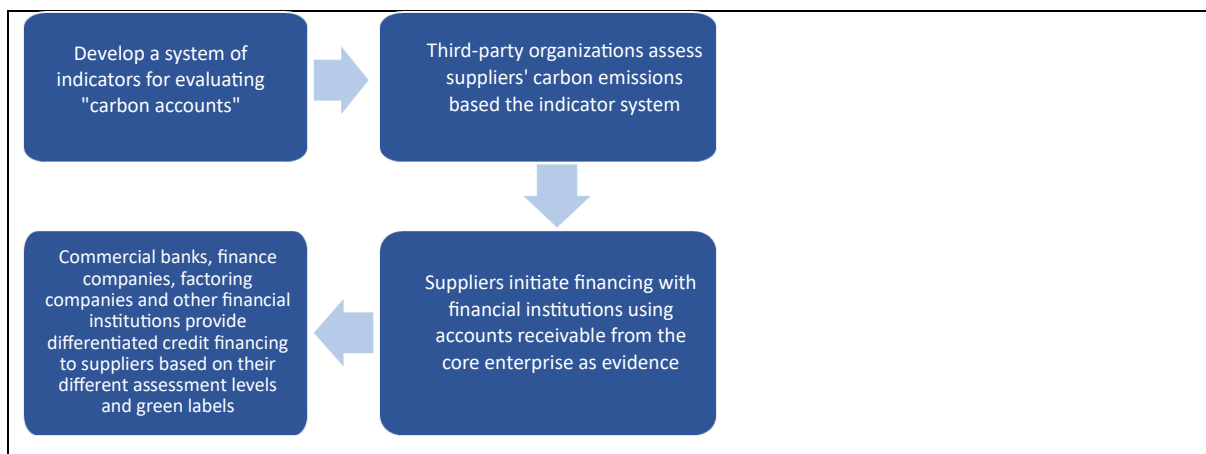 Develop a system of
indicators for evaluating
"carbon accounts"
Third-party organizations assess
suppliers' carbon emissions
based the indicator system
Suppliers initiate financing with
financial institutions using
accounts receivable from the
core enterprise as evidence
Commercial banks, finance
companies, factoring
companies and other financial
institutions provide
differentiated credit financing
to suppliers based on their
different assessment levels
and green labels